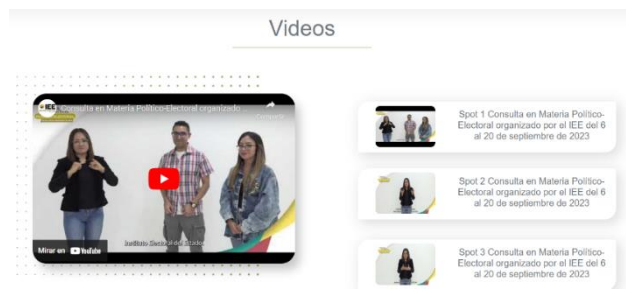 Videos
IEE
Consulta en Materia Político-Electoral organizado ...
Compartir
Instituto Electoral del Estado
Mirar en YouTube
Spot 1 Consulta en Materia Político-
Electoral organizado por el IEE del 6
al 20 de septiembre de 2023
Spot 2 Consulta en Materia Político-
Electoral organizado por el IEE del 6
al 20 de septiembre de 2023
Spot 3 Consulta en Materia Político-
Electoral organizado por el IEE del 6
al 20 de septiembre de 2023